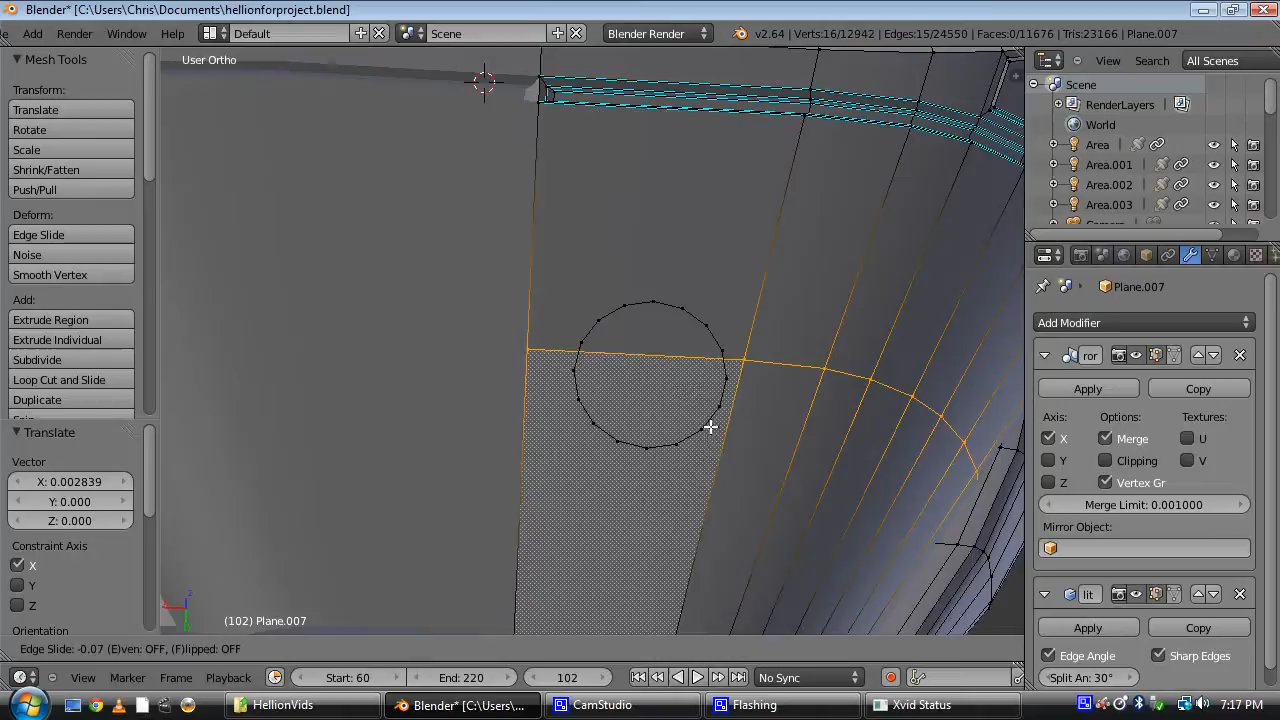 Blender* [C:\Users\Chris\Documents\hellionforproject.blend]
Add Render Window Help Default Scene Blender Render v2.64 | Verts:16/12942 | Edges:15/24550 | Faces:0/11676 | Tris:23166 | Plane.007
Mesh Tools
User Ortho
View Search All Scenes
Transform:
Translate
Rotate
Scale
Shrink/Fatten
Push/Pull
Deform:
Edge Slide
Noise
Smooth Vertex
Add:
Extrude Region
Extrude Individual
Subdivide
Loop Cut and Slide
Duplicate
Translate
Vector
X: 0.002839
Y: 0.000
Z: 0.000
Constraint Axis
X
Y
Z
Orientation
(102) Plane.007
Edge Slide: -0.07 (E)ven: OFF, (F)lipped: OFF
Scene
RenderLayers
World
Area
Area.001
Area.002
Area.003
Plane.007
Add Modifier
ror
Apply Copy
Axis: Options: Textures:
X Merge U
Y Clipping V
Z Vertex Gr
Merge Limit: 0.001000
Mirror Object:
lit
Apply Copy
Edge Angle Sharp Edges
Split An: 30°
View Marker Frame Playback Start: 60 End: 220 102 No Sync
HellionVids Blender* [C:\Users\C... CamStudio Flashing Xvid Status 7:17 PM